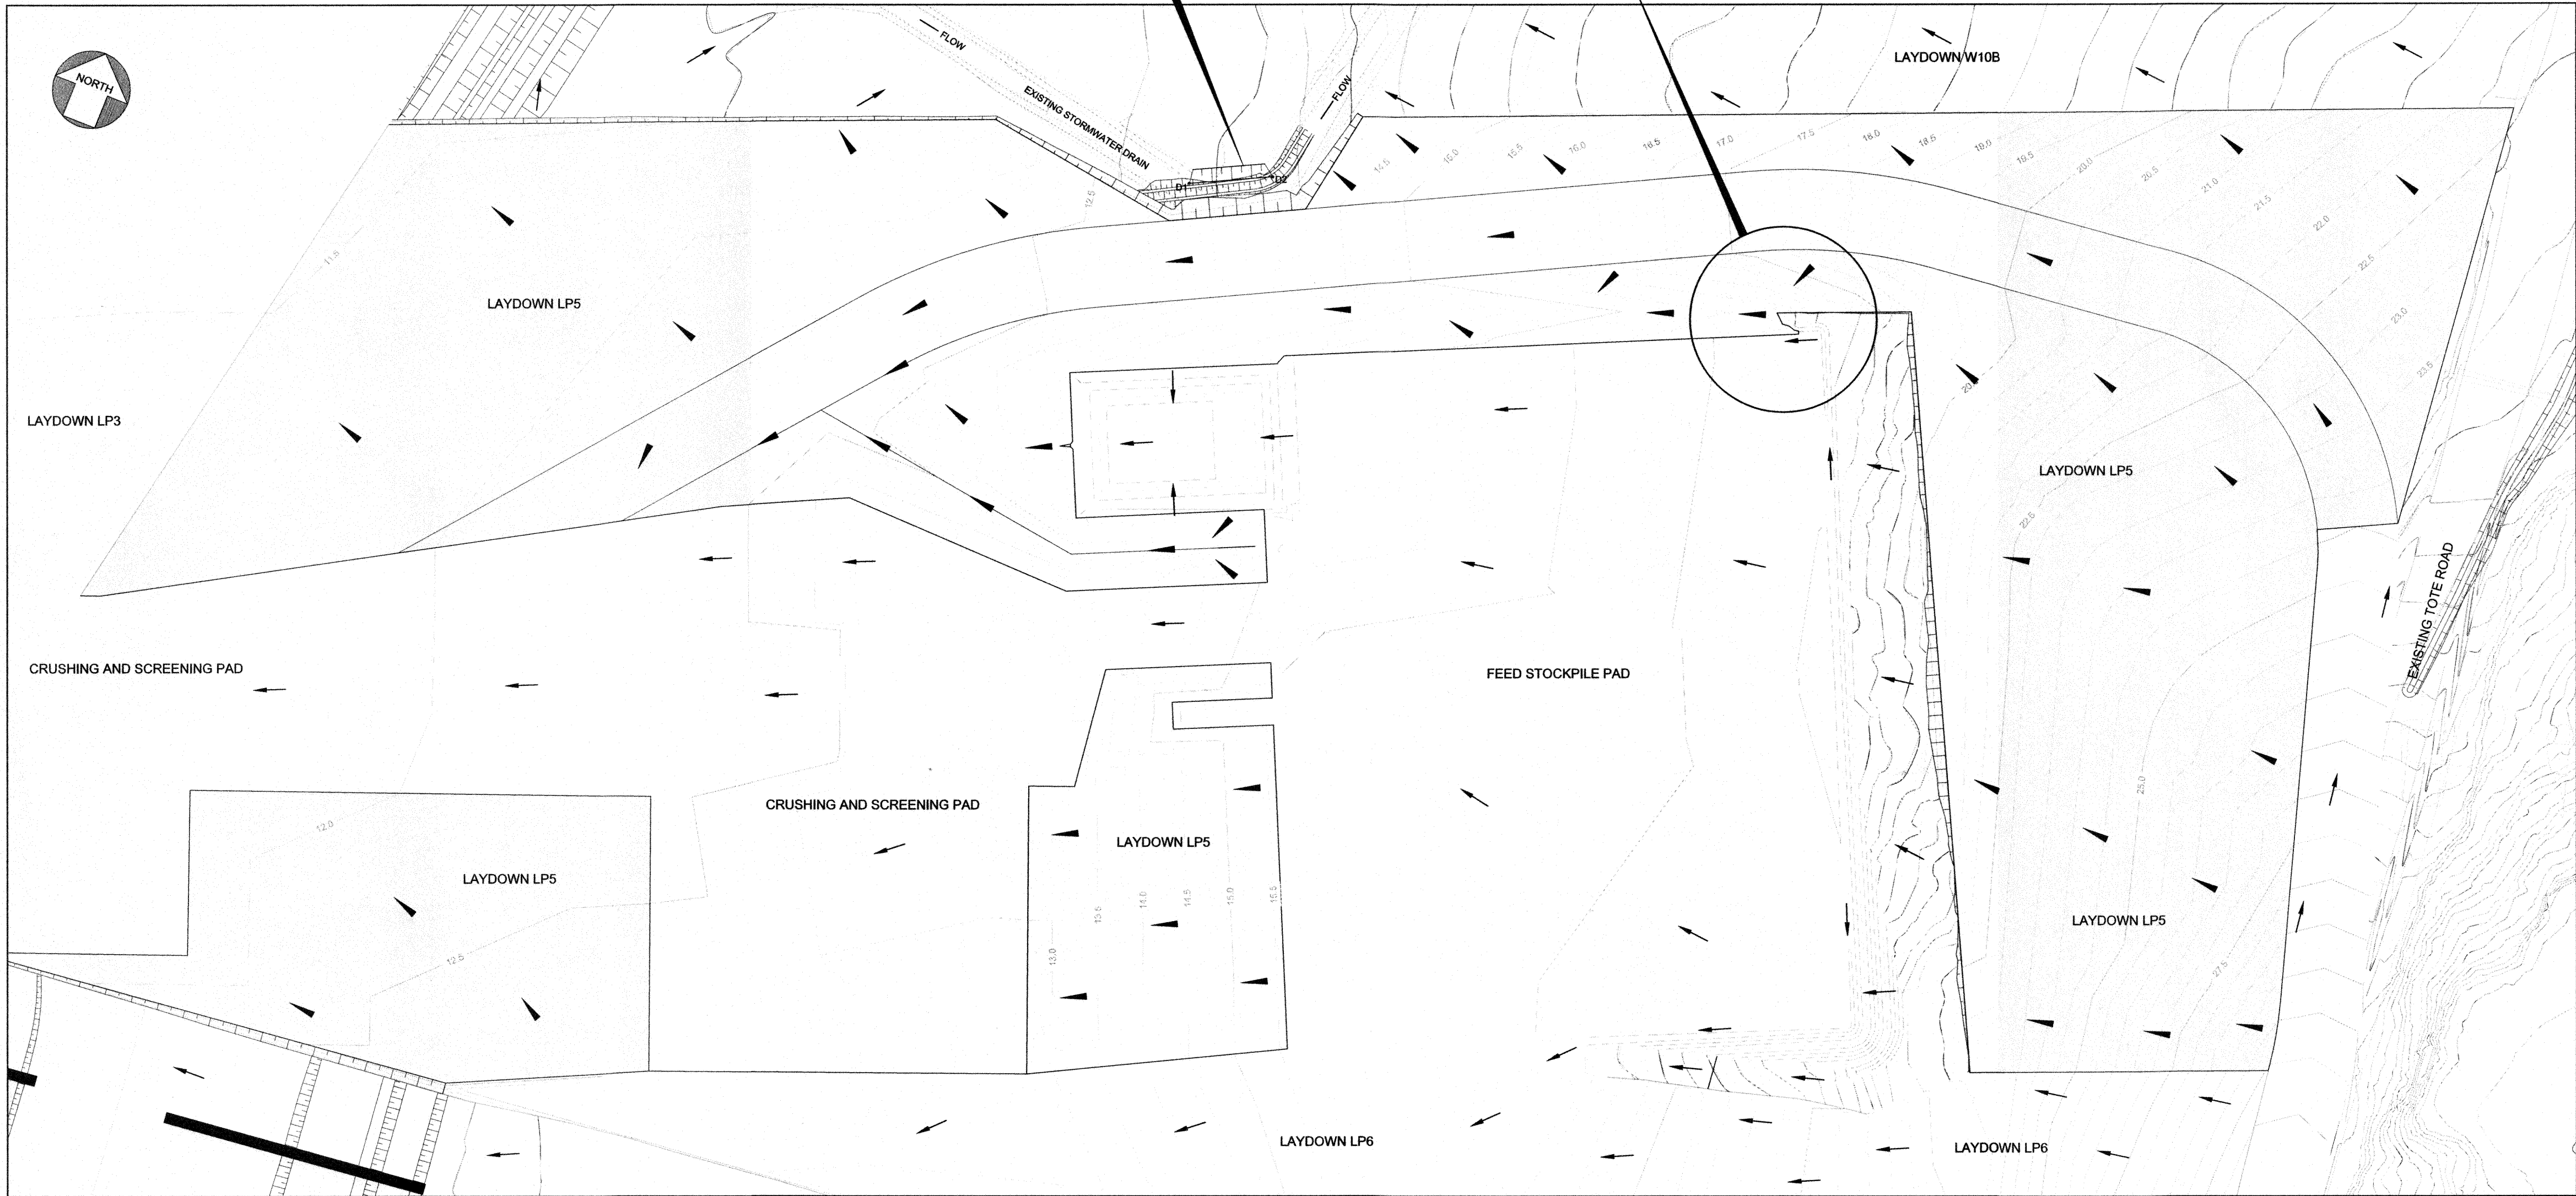 NORTH
FLOW
EXISTING STORMWATER DRAIN
FLOW
LAYDOWN W10B
D1
D2
12.5
14.5
15.0
15.5
16.0
16.5
17.0
17.5
18.0
18.5
19.0
19.5
20.0
20.5
21.0
21.5
22.0
22.5
23.0
23.5
11.5
LAYDOWN LP5
LAYDOWN LP3
LAYDOWN LP5
22.5
EXISTING TOTE ROAD
CRUSHING AND SCREENING PAD
FEED STOCKPILE PAD
25.0
CRUSHING AND SCREENING PAD
12.0
LAYDOWN LP5
LAYDOWN LP5
12.5
13.0
13.5
14.0
14.5
15.0
15.5
LAYDOWN LP5
27.5
LAYDOWN LP6
LAYDOWN LP6